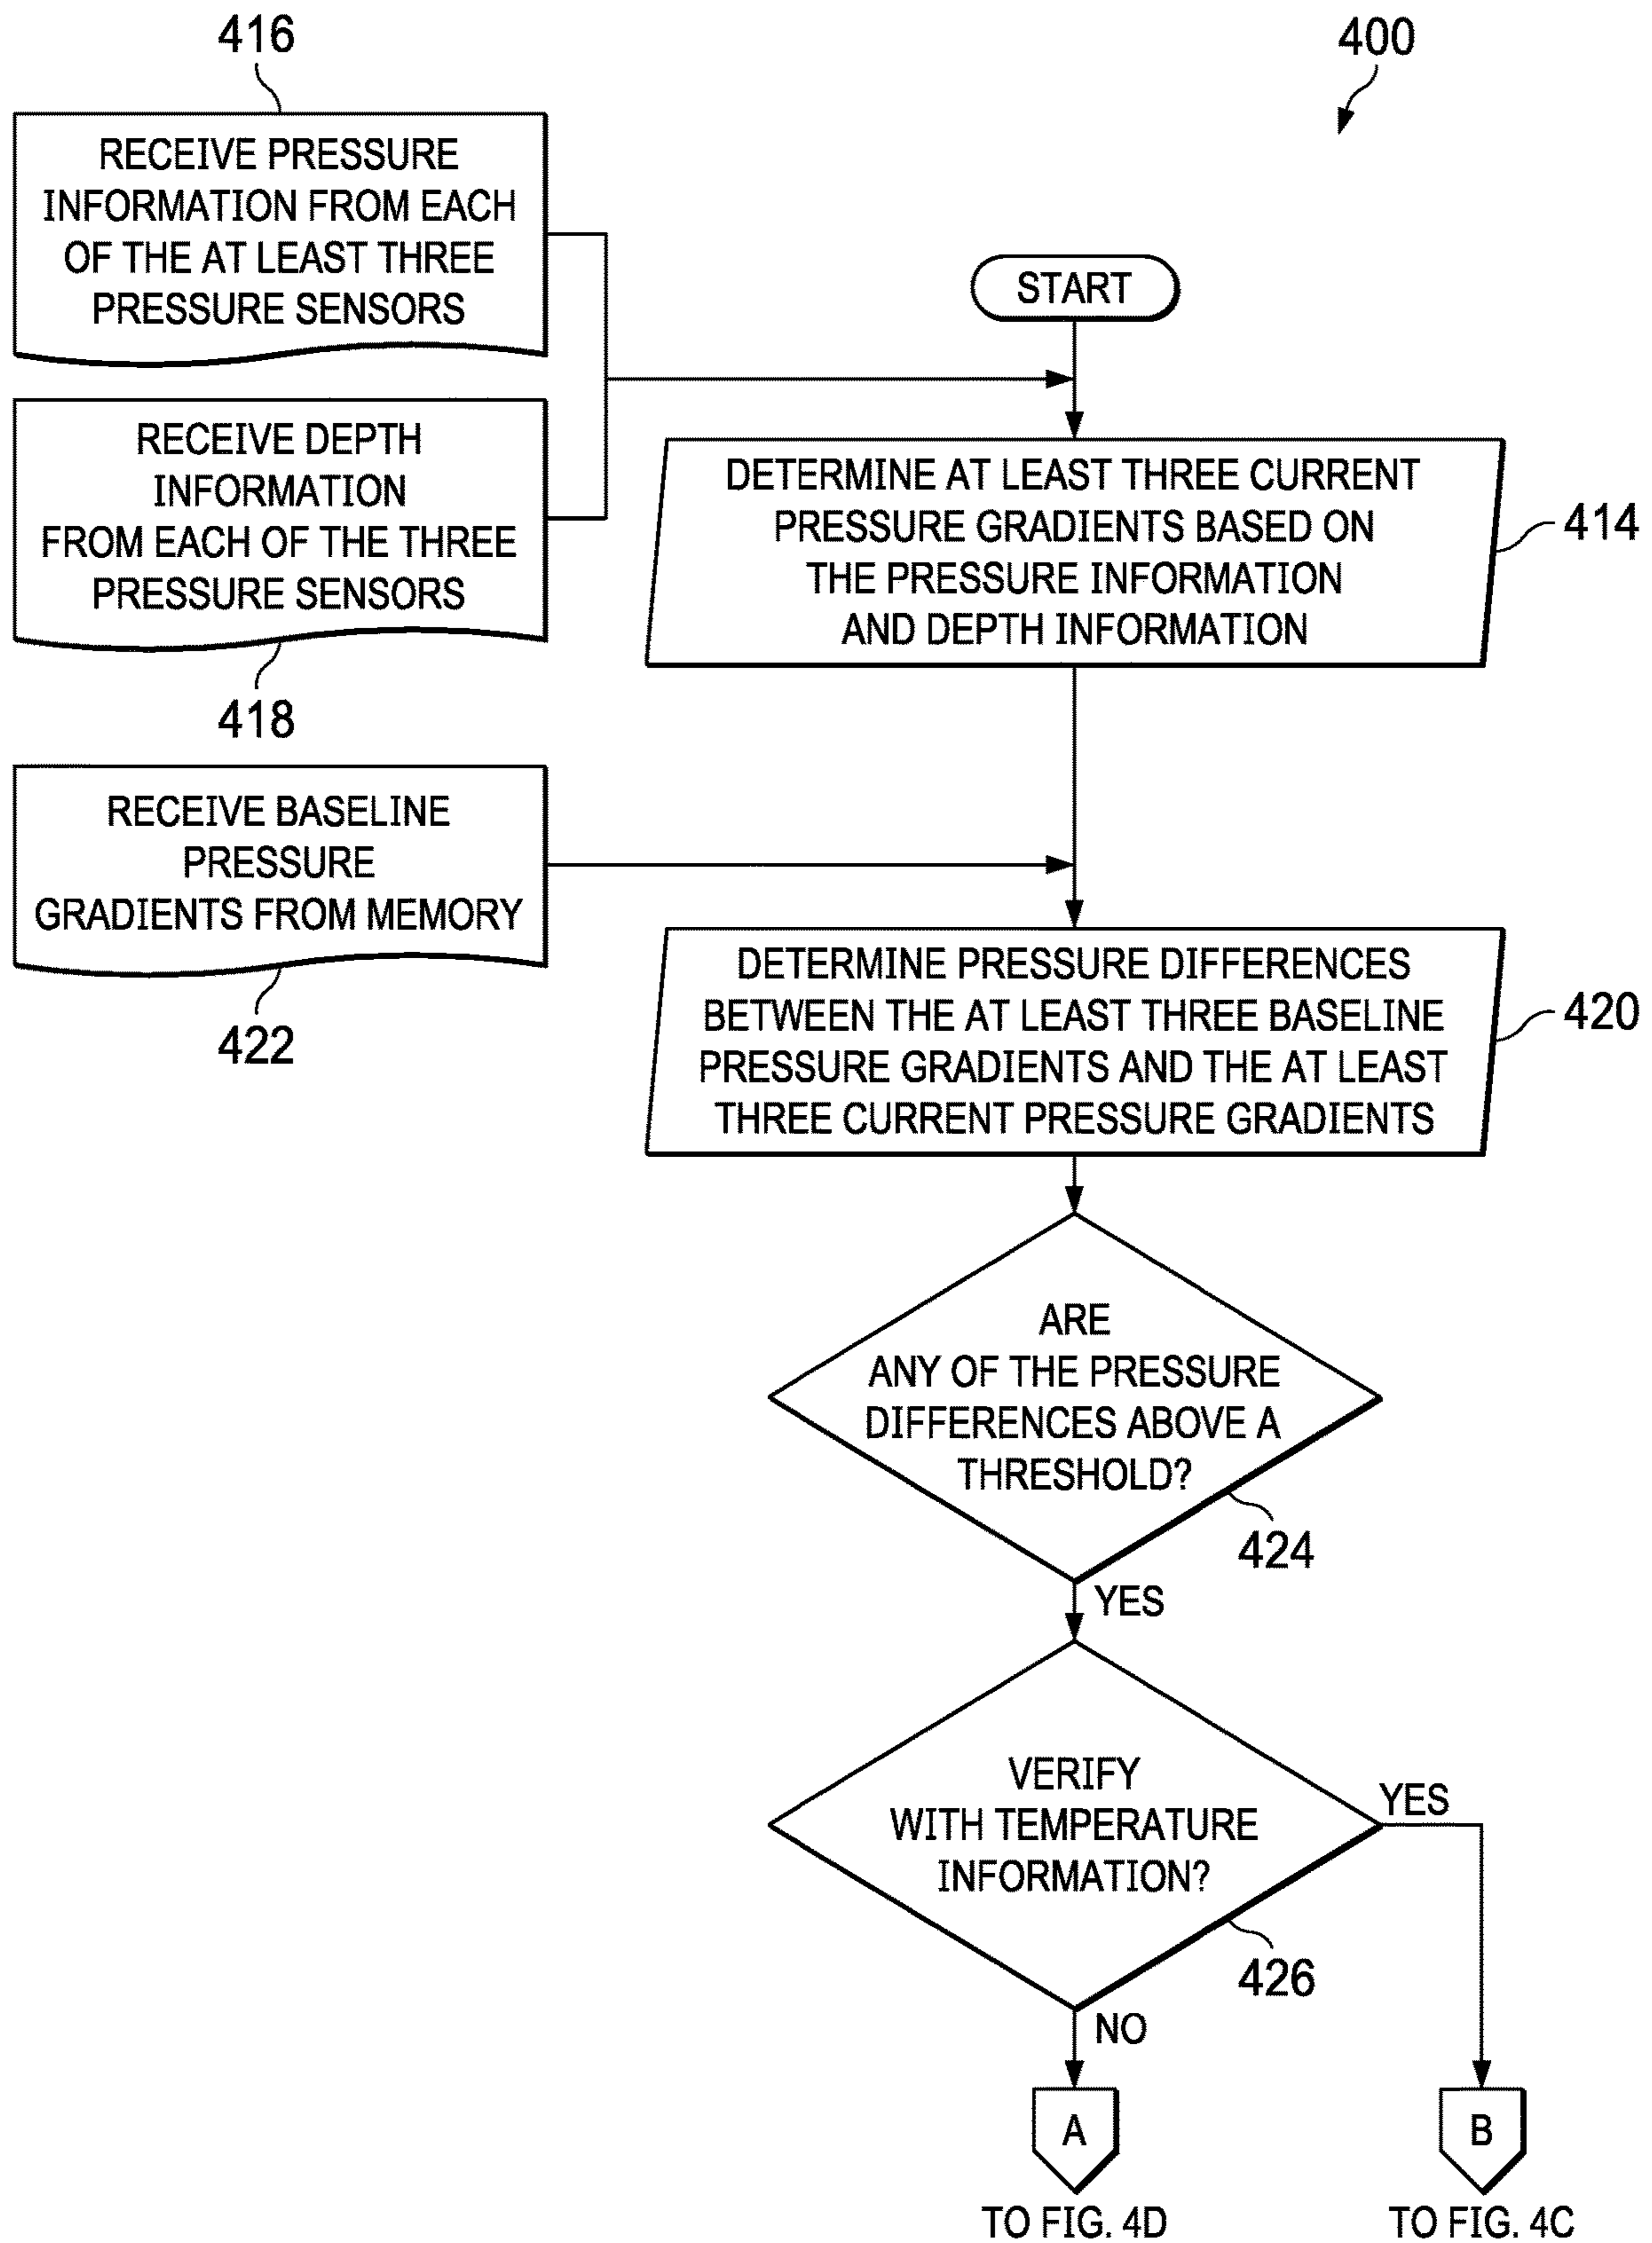 416
400
RECEIVE PRESSURE
INFORMATION FROM EACH
OF THE AT LEAST THREE
PRESSURE SENSORS
START
RECEIVE DEPTH
INFORMATION
FROM EACH OF THE THREE
PRESSURE SENSORS
418
DETERMINE AT LEAST THREE CURRENT
PRESSURE GRADIENTS BASED ON
THE PRESSURE INFORMATION
AND DEPTH INFORMATION
414
RECEIVE BASELINE
PRESSURE
GRADIENTS FROM MEMORY
422
DETERMINE PRESSURE DIFFERENCES
BETWEEN THE AT LEAST THREE BASELINE
PRESSURE GRADIENTS AND THE AT LEAST
THREE CURRENT PRESSURE GRADIENTS
420
ARE
ANY OF THE PRESSURE
DIFFERENCES ABOVE A
THRESHOLD?
424
YES
VERIFY
WITH TEMPERATURE
INFORMATION?
YES
426
NO
A
B
TO FIG. 4D
TO FIG. 4C